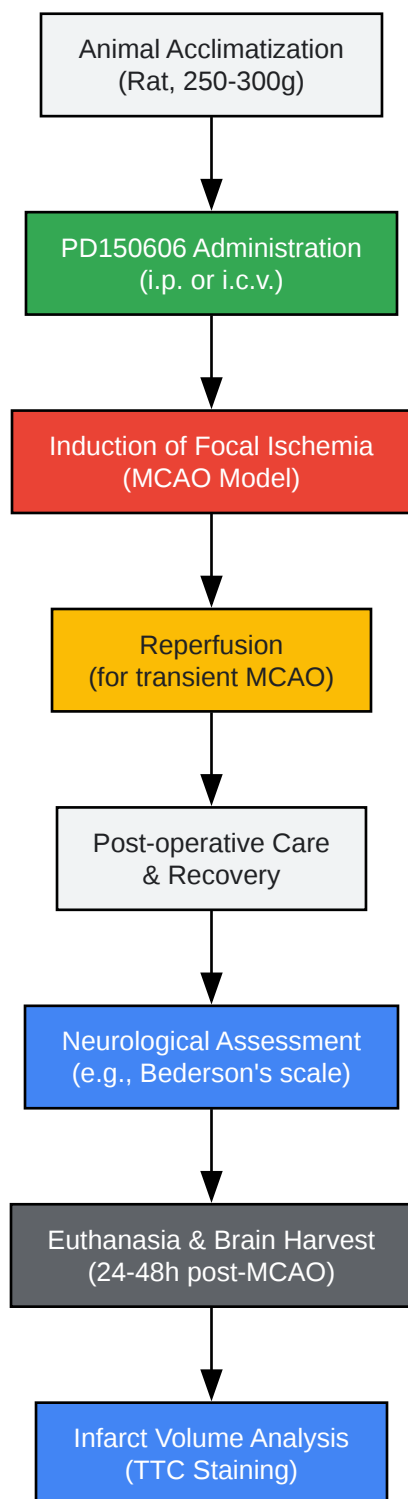 Animal Acclimatization
(Rat, 250-300g)
PD150606 Administration
(i.p. or i.c.v.)
Induction of Focal Ischemia
(MCAO Model)
Reperfusion
(for transient MCAO)
Post-operative Care
& Recovery
Neurological Assessment
(e.g., Bederson's scale)
Euthanasia & Brain Harvest
(24-48h post-MCAO)
Infarct Volume Analysis
(TTC Staining)